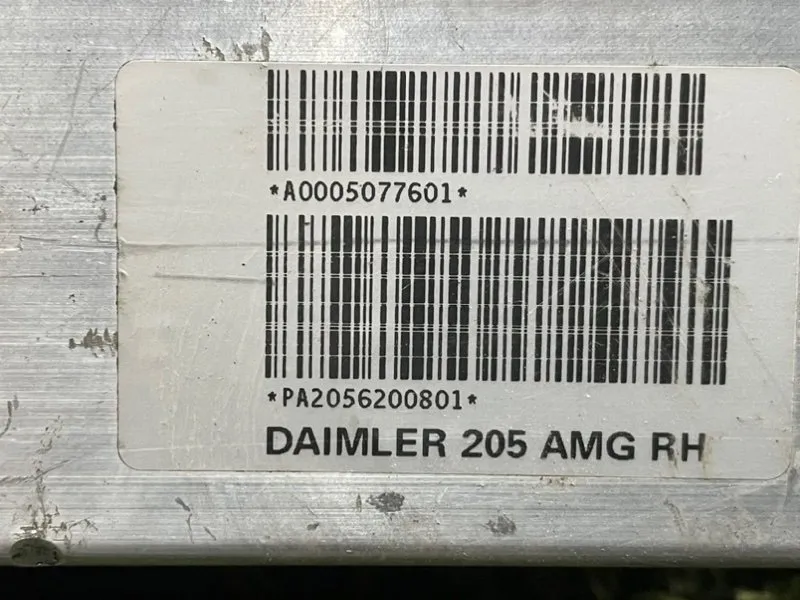 *A0005077601*
*PA2056200801*
DAIMLER 205 AMG RH